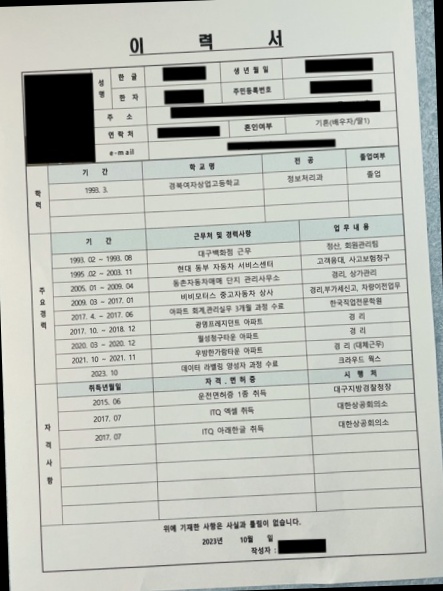 이 력 서
성명 한 글 생 년 월 일
한 자 주민등록번호
주 소
연 락 처 혼인여부 기혼(배우자/딸1)
e-mail
학력 기 간 학 교 명 전 공 졸업여부
1993. 3. 경북여자상업고등학교 정보처리과 졸업
주요경력 기 간 근무처 및 경력사항 업 무 내 용
1993. 02 ~ 1993. 08 대구백화점 근무 정산, 회원관리팀
1995 .02 ~ 2003. 11 현대 동부 자동차 서비스센터 고객응대, 사고보험청구
2005. 01 ~ 2009. 04 동촌자동차매매 단지 관리사무소 경리, 상가관리
2009. 03 ~ 2017. 01 비비모터스 중고자동차 상사 경리,부가세신고, 차량이전업무
2017. 4. ~ 2017. 06 아파트 회계,관리실무 3개월 과정 수료 한국직업전문학원
2017. 10. ~ 2018. 12 광명프레지던트 아파트 경 리
2020. 03 ~ 2020. 12 월성청구타운 아파트 경 리
2021. 10 ~ 2021. 11 우방한가람타운 아파트 경 리 (대체근무)
2023. 10 데이터 라벨링 양성자 과정 수료 크라우드 웍스
자격사항 취득년월일 자 격 . 면 허 증 시 행 처
2015. 06 운전면허증 1종 취득 대구지방경찰청장
2017. 07 ITQ 엑셀 취득 대한상공회의소
2017. 07 ITQ 아래한글 취득 대한상공회의소
위에 기재한 사항은 사실과 틀림이 없습니다.
2023년 10월 일
작성자 :